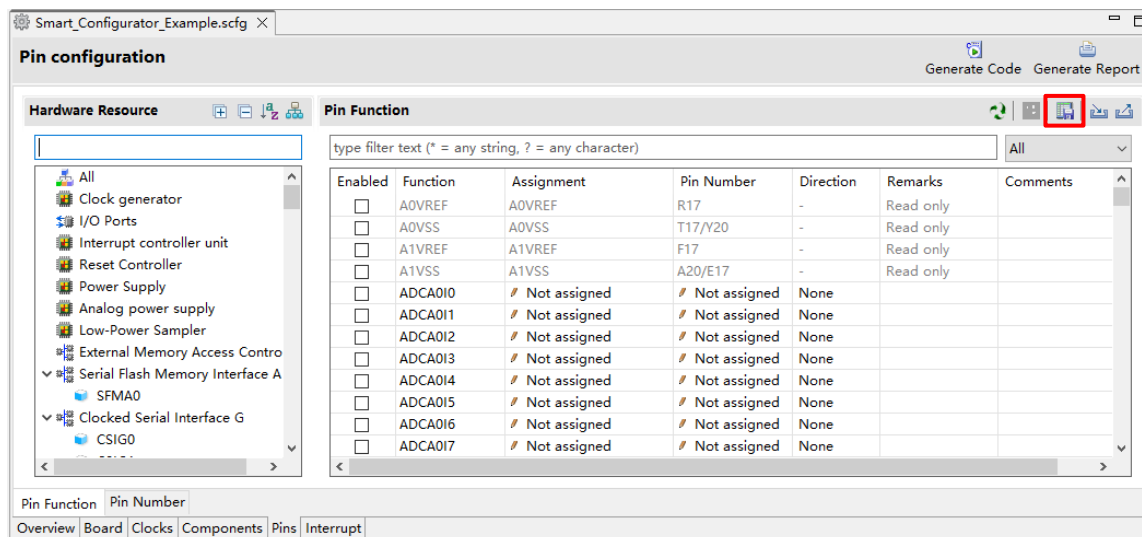 Smart_Configurator_Example.scfg
Pin configuration
Generate Code Generate Report
Hardware Resource
Pin Function
type filter text (* = any string, ? = any character)
All
All
Clock generator
I/O Ports
Interrupt controller unit
Reset Controller
Power Supply
Analog power supply
Low-Power Sampler
External Memory Access Contro
Serial Flash Memory Interface A
SFMA0
Clocked Serial Interface G
CSIG0
Enabled Function Assignment Pin Number Direction Remarks Comments
A0VREF A0VREF R17 - Read only
A0VSS A0VSS T17/Y20 - Read only
A1VREF A1VREF F17 - Read only
A1VSS A1VSS A20/E17 - Read only
ADCA0I0 Not assigned Not assigned None
ADCA0I1 Not assigned Not assigned None
ADCA0I2 Not assigned Not assigned None
ADCA0I3 Not assigned Not assigned None
ADCA0I4 Not assigned Not assigned None
ADCA0I5 Not assigned Not assigned None
ADCA0I6 Not assigned Not assigned None
ADCA0I7 Not assigned Not assigned None
Pin Function Pin Number
Overview Board Clocks Components Pins Interrupt